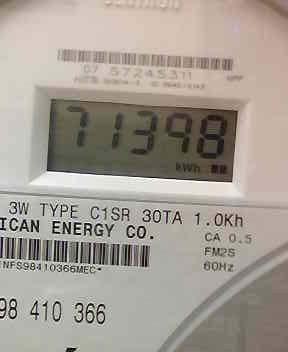 07 57245311
71398
kWh
3W TYPE C1SR 30TA 1.0Kh
ICAN ENERGY CO.
CA 0.5
FM2S
60Hz
NFS98410366MEC*
98 410 366